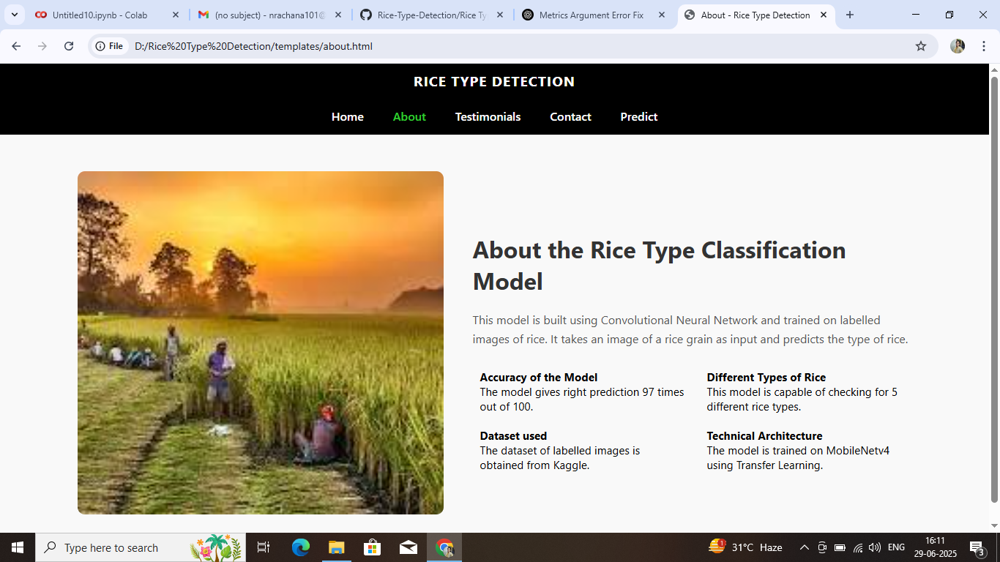 Untitled10.ipynb - Colab
(no subject) - nrachana101@
Rice-Type-Detection/Rice Ty
Metrics Argument Error Fix
About - Rice Type Detection
File
D:/Rice%20Type%20Detection/templates/about.html
RICE TYPE DETECTION
Home About Testimonials Contact Predict
About the Rice Type Classification
Model
This model is built using Convolutional Neural Network and trained on labelled
images of rice. It takes an image of a rice grain as input and predicts the type of rice.
Accuracy of the Model
The model gives right prediction 97 times
out of 100.
Different Types of Rice
This model is capable of checking for 5
different rice types.
Dataset used
The dataset of labelled images is
obtained from Kaggle.
Technical Architecture
The model is trained on MobileNetv4
using Transfer Learning.
Type here to search
1
31°C Haze
ENG
16:11
29-06-2025
3